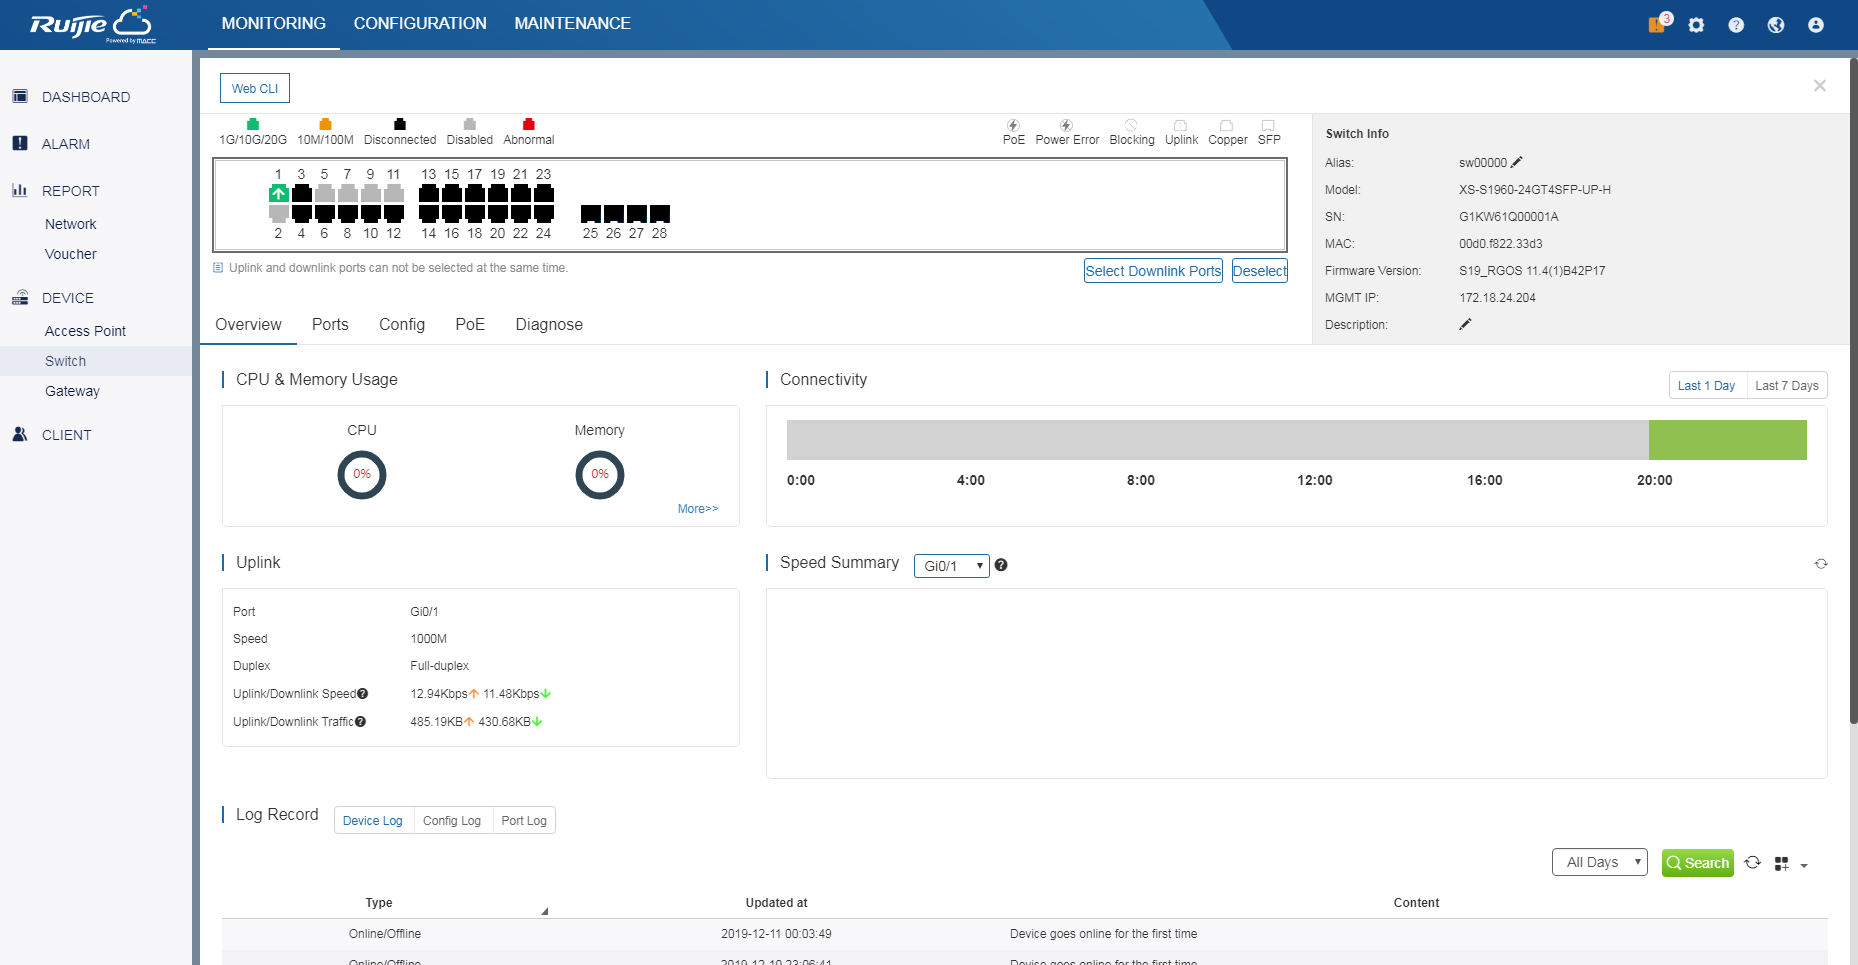 Ruijie
Powered by MACC
MONITORING CONFIGURATION MAINTENANCE
3
DASHBOARD
ALARM
REPORT
Network
Voucher
DEVICE
Access Point
Switch
Gateway
CLIENT
Web CLI
1G/10G/20G 10M/100M Disconnected Disabled Abnormal
PoE Power Error Blocking Uplink Copper SFP
1 3 5 7 9 11 13 15 17 19 21 23
2 4 6 8 10 12 14 16 18 20 22 24 25 26 27 28
Uplink and downlink ports can not be selected at the same time.
Select Downlink Ports Deselect
Switch Info
Alias: sw00000
Model: XS-S1960-24GT4SFP-UP-H
SN: G1KW61Q00001A
MAC: 00d0.f822.33d3
Firmware Version: S19_RGOS 11.4(1)B42P17
MGMT IP: 172.18.24.204
Description:
Overview Ports Config PoE Diagnose
CPU & Memory Usage
CPU Memory
0% 0%
More>>
Connectivity
Last 1 Day Last 7 Days
0:00 4:00 8:00 12:00 16:00 20:00
Uplink
Port Gi0/1
Speed 1000M
Duplex Full-duplex
Uplink/Downlink Speed 12.94Kbps 11.48Kbps
Uplink/Downlink Traffic 485.19KB 430.68KB
Speed Summary Gi0/1
Log Record Device Log Config Log Port Log
All Days Search
Type Updated at Content
Online/Offline 2019-12-11 00:03:49 Device goes online for the first time
Online/Offline 2019-12-10 23:06:41 Device goes online for the first time